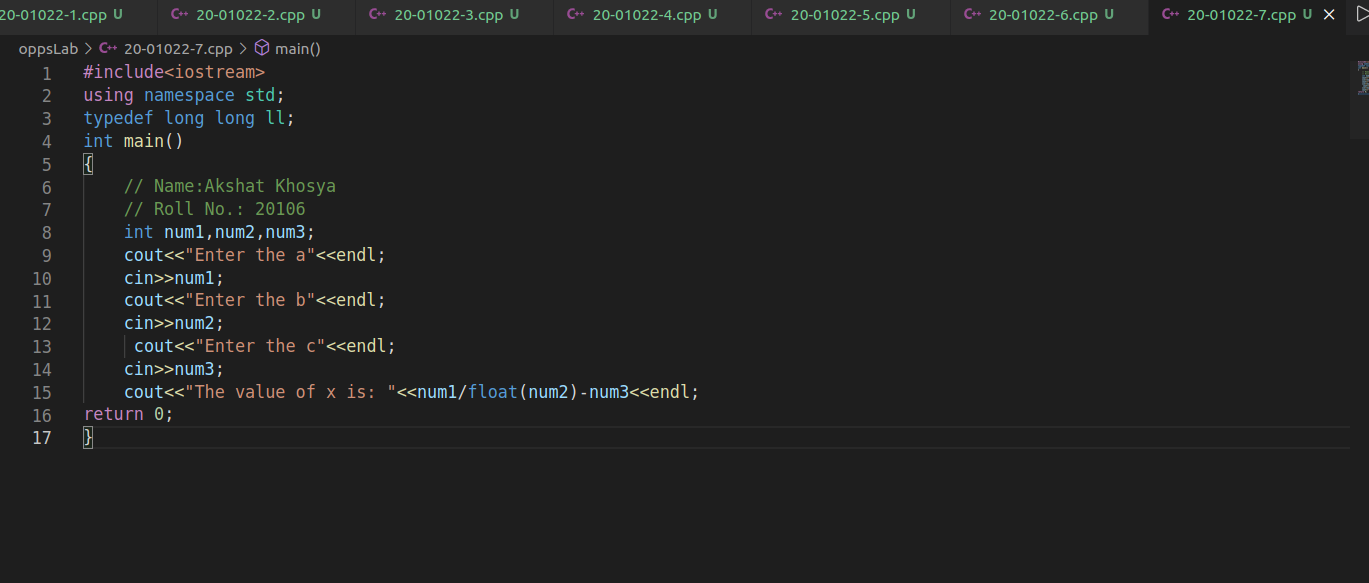 20-01022-1.cpp U C++ 20-01022-2.cpp U C++ 20-01022-3.cpp U C++ 20-01022-4.cpp U C++ 20-01022-5.cpp U C++ 20-01022-6.cpp U C++ 20-01022-7.cpp U
oppsLab > C++ 20-01022-7.cpp > main()
1 #include<iostream>
2 using namespace std;
3 typedef long long ll;
4 int main()
5 {
6 // Name:Akshat Khosya
7 // Roll No.: 20106
8 int num1,num2,num3;
9 cout<<"Enter the a"<<endl;
10 cin>>num1;
11 cout<<"Enter the b"<<endl;
12 cin>>num2;
13 cout<<"Enter the c"<<endl;
14 cin>>num3;
15 cout<<"The value of x is: "<<num1/float(num2)-num3<<endl;
16 return 0;
17 }